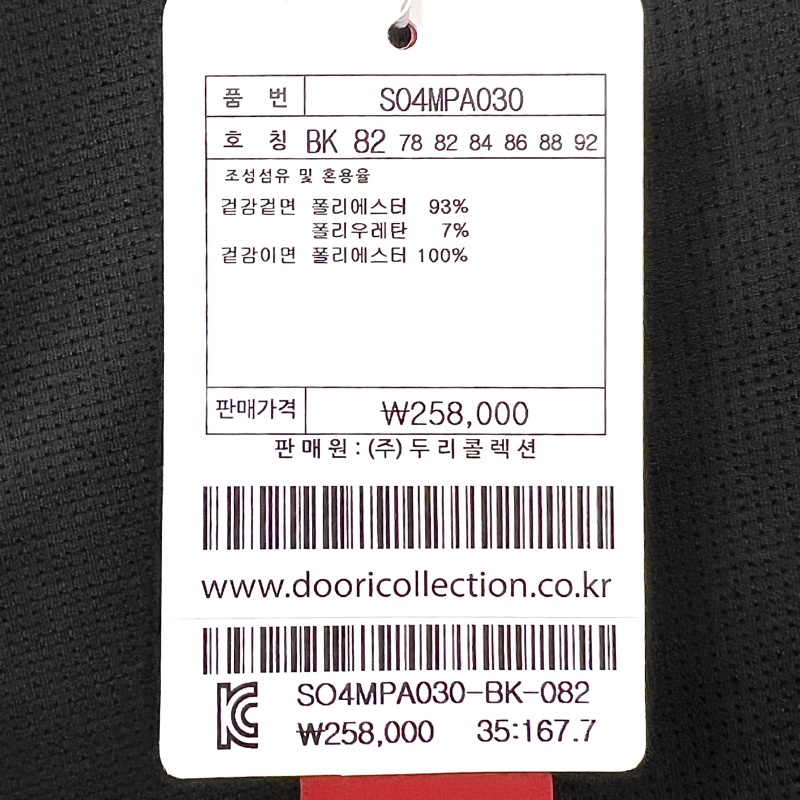 품 번 SO4MPA030
호 칭 BK 82 78 82 84 86 88 92
조성섬유 및 혼용율
겉감겉면 폴리에스터 93%
폴리우레탄 7%
겉감이면 폴리에스터 100%
판매가격 ₩258,000
판매원:(주)두리콜렉션
www.dooricollection.co.kr
SO4MPA030-BK-082
₩258,000 35:167.7